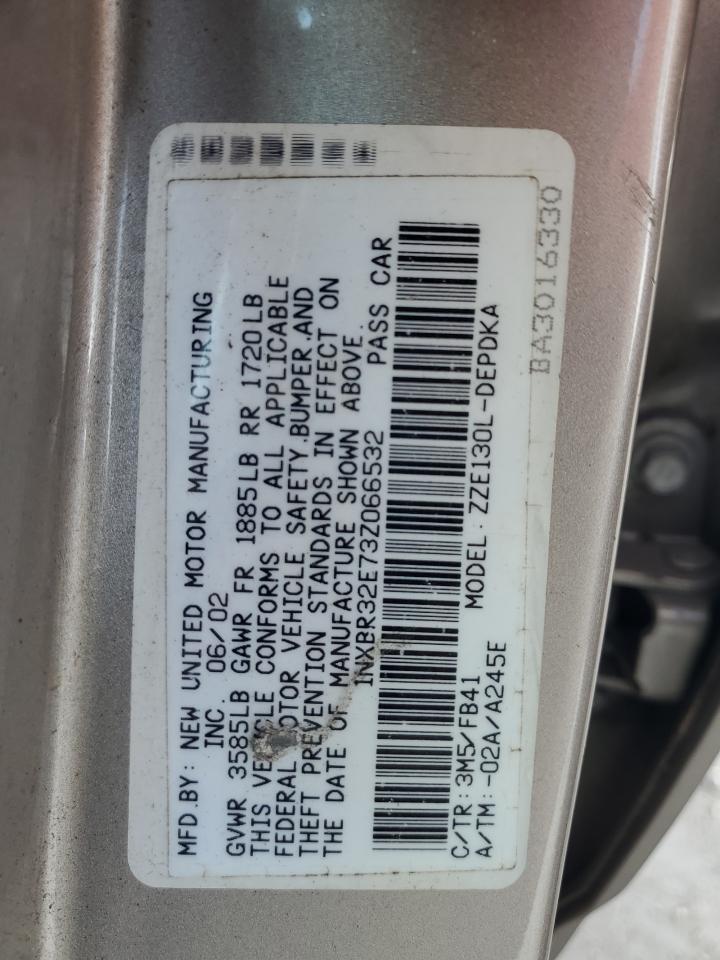 MFD.BY: NEW UNITED MOTOR MANUFACTURING
INC. 06/02
GVWR 3585LB GAWR FR 1885LB RR 1720LB
THIS VEHICLE CONFORMS TO ALL APPLICABLE
FEDERAL MOTOR VEHICLE SAFETY.BUMPER.AND
THEFT PREVENTION STANDARDS IN EFFECT ON
THE DATE OF MANUFACTURE SHOWN ABOVE.
1NXBR32E73Z066532 PASS CAR
C/TR:3M5/FB41 MODEL:ZZE130L-DEPDKA
A/TM:-02A/A245E
BA3016330